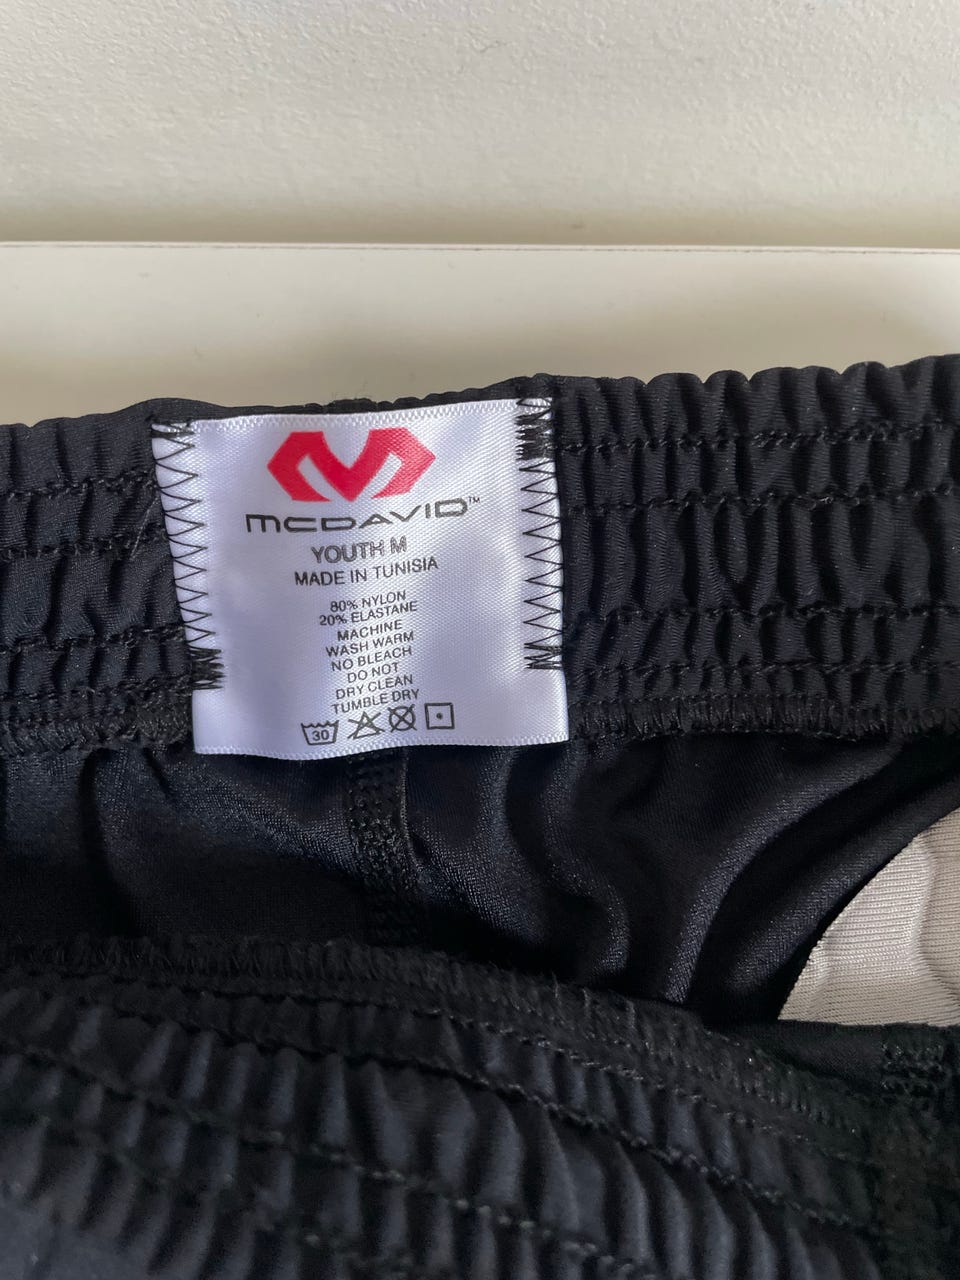 MCDAVID™
YOUTH M
MADE IN TUNISIA
80% NYLON
20% ELASTANE
MACHINE
WASH WARM
NO BLEACH
DO NOT
DRY CLEAN
TUMBLE DRY
30